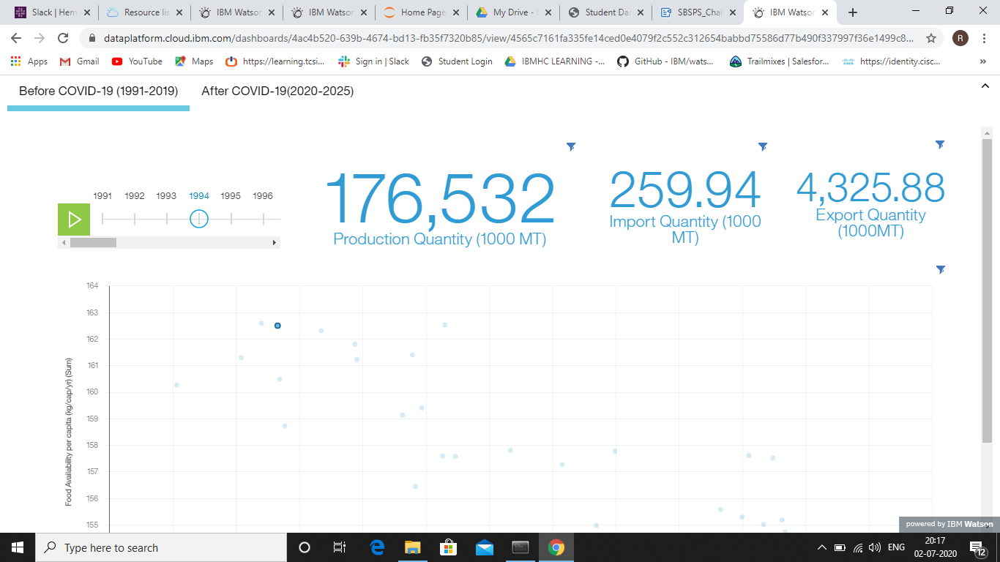 Slack | Hem
Resource lis
IBM Watson
IBM Watson
Home Page
My Drive -
Student Da
SBSPS_Chal
IBM Watson
dataplatform.cloud.ibm.com/dashboards/4ac4b520-639b-4674-bd13-fb35f7320b85/view/4565c7161fa335fe14ced0e4079f2c552c312654babbd75586d77b490f337997f36e1499c8...
R
Apps
Gmail
YouTube
Maps
https://learning.tcsi...
Sign in | Slack
Student Login
IBMHC LEARNING -...
GitHub - IBM/wats...
Trailmixes | Salesfor...
https://identity.cisc...
»
Before COVID-19 (1991-2019)
After COVID-19(2020-2025)
1991 1992 1993 1994 1995 1996
176,532
Production Quantity (1000 MT)
259.94
Import Quantity (1000
MT)
4,325.88
Export Quantity
(1000MT)
Food Availability per capita (kg/cap/yr) (Sum)
164
163
162
161
160
159
158
157
156
155
powered by IBM Watson
Type here to search
ENG
20:17
02-07-2020
12